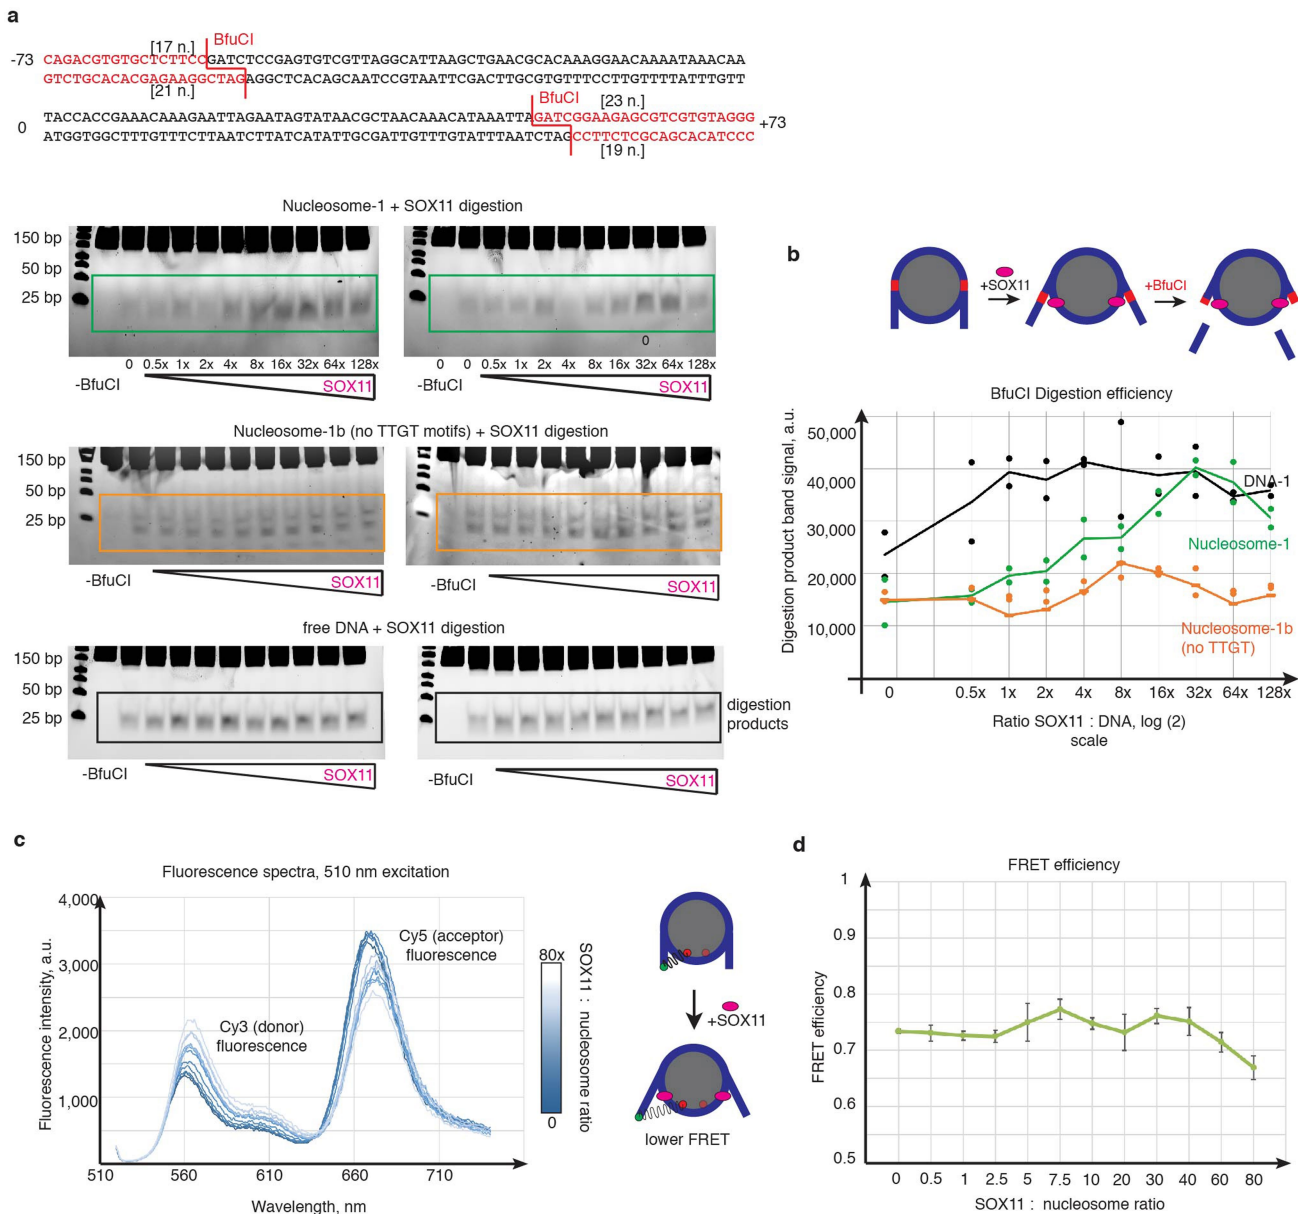 a
[17 n.] BfuCI
-73 CAGACGTGTGCTCTTCCGATCTCCGAGTGTCGTTAGGCATTAAGCTGAACGCACAAAGGAACAAAATAAACAA
GTCTGCACACGAGAAGGCTAGAGGCTCACAGCAATCCGTAATTCGACTTGCGTGTTTCCTTGTTTTATTTGTT
[21 n.]
BfuCI [23 n.]
TACCACCGAAACAAAGAATTAGAATAGTATAACGCTAACAAACATAAATTAGATCGGAAGAGCGTCGTGTAGGG
0 +73
ATGGTGGCTTTGTTTCTTAATCTTATCATATTGCGATTGTTTGTATTTAATCTAGCCTTCTCGCAGCACATCCC
[19 n.]
Nucleosome-1 + SOX11 digestion
150 bp
50 bp
25 bp
0
0 0.5x 1x 2x 4x 8x 16x 32x 64x 128x
0 0 0.5x 1x 2x 4x 8x 16x 32x 64x 128x
-BfuCI SOX11
-BfuCI SOX11
Nucleosome-1b (no TTGT motifs) + SOX11 digestion
150 bp
50 bp
25 bp
-BfuCI SOX11
-BfuCI SOX11
free DNA + SOX11 digestion
150 bp
50 bp
25 bp
digestion
products
-BfuCI SOX11
-BfuCI SOX11
b
+SOX11
+BfuCI
BfuCI Digestion efficiency
Digestion product band signal, a.u.
50,000
40,000
20,000
10,000
DNA-1
Nucleosome-1
Nucleosome-1b
(no TTGT)
0 0.5x 1x 2x 4x 8x 16x 32x 64x 128x
Ratio SOX11 : DNA, log (2)
scale
c
Fluorescence spectra, 510 nm excitation
Fluorescence intensity, a.u.
4,000
3,000
2,000
1,000
Cy3 (donor)
fluorescence
Cy5 (acceptor)
fluorescence
510 560 610 660 710
Wavelength, nm
80x
0
SOX11 : nucleosome ratio
+SOX11
lower FRET
d
FRET efficiency
FRET efficiency
1
0.9
0.8
0.7
0.6
0.5
0 0.5 1 2.5 5 7.5 10 20 30 40 60 80
SOX11 : nucleosome ratio